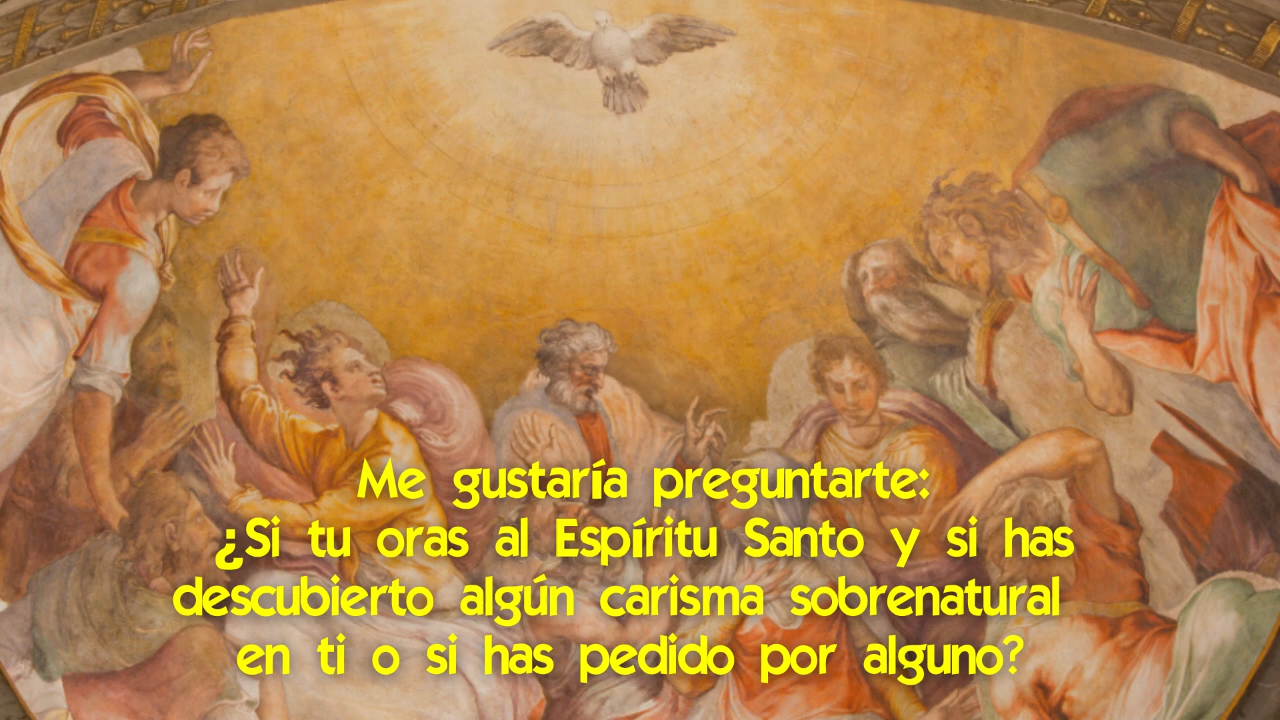 Me gustaría preguntarte:
¿Si tu oras al Espíritu Santo y si has
descubierto algún carisma sobrenatural
en ti o si has pedido por alguno?